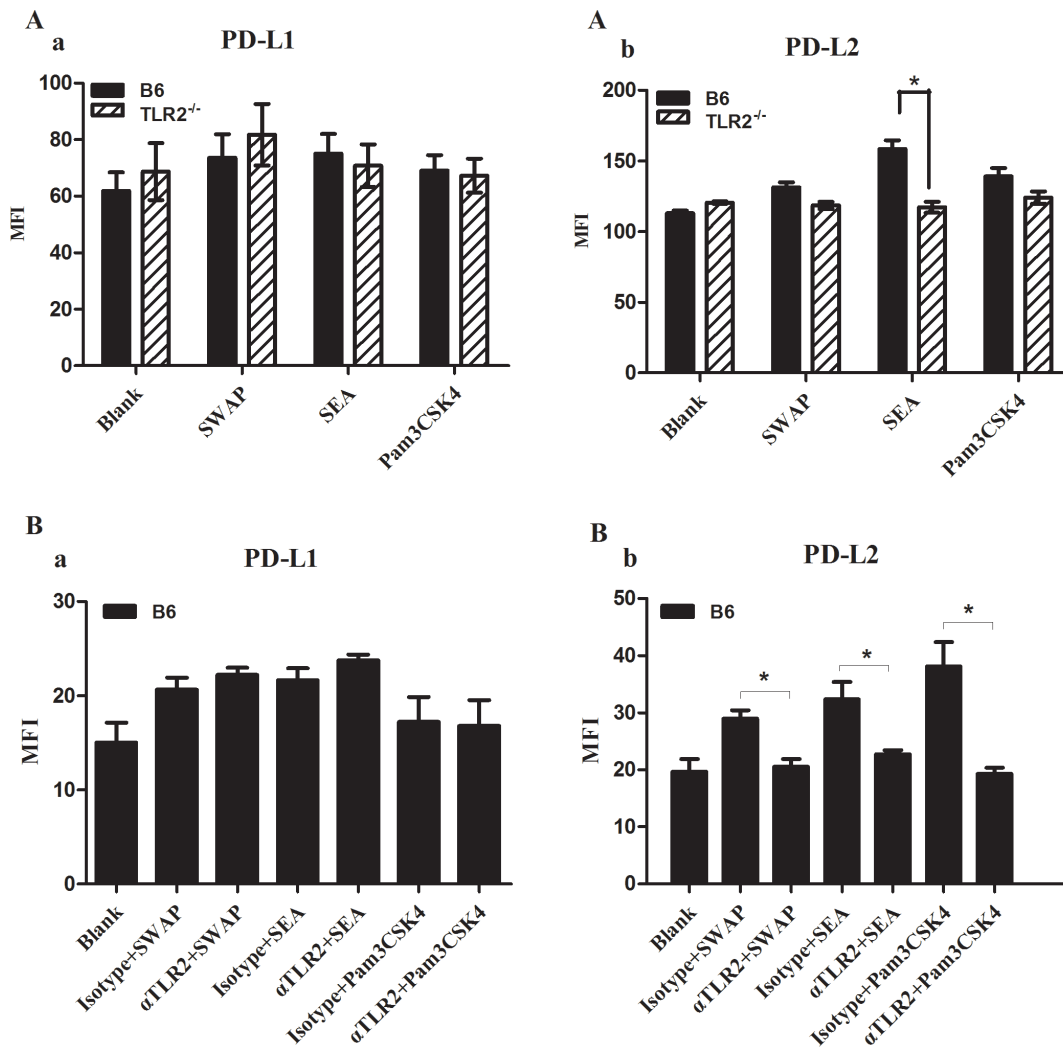 A
a
PD-L1
B6
TLR2-/-
MFI
100
80
60
40
20
0
Blank
SWAP
SEA
Pam3CSK4
A
b
PD-L2
B6
TLR2-/-
*
MFI
200
150
100
50
0
Blank
SWAP
SEA
Pam3CSK4
B
a
PD-L1
B6
MFI
30
20
10
0
Blank
Isotype+SWAP
αTLR2+SWAP
Isotype+SEA
αTLR2+SEA
Isotype+Pam3CSK4
αTLR2+Pam3CSK4
B
b
PD-L2
B6
*
*
*
MFI
50
40
30
20
10
0
Blank
Isotype+SWAP
αTLR2+SWAP
Isotype+SEA
αTLR2+SEA
Isotype+Pam3CSK4
αTLR2+Pam3CSK4